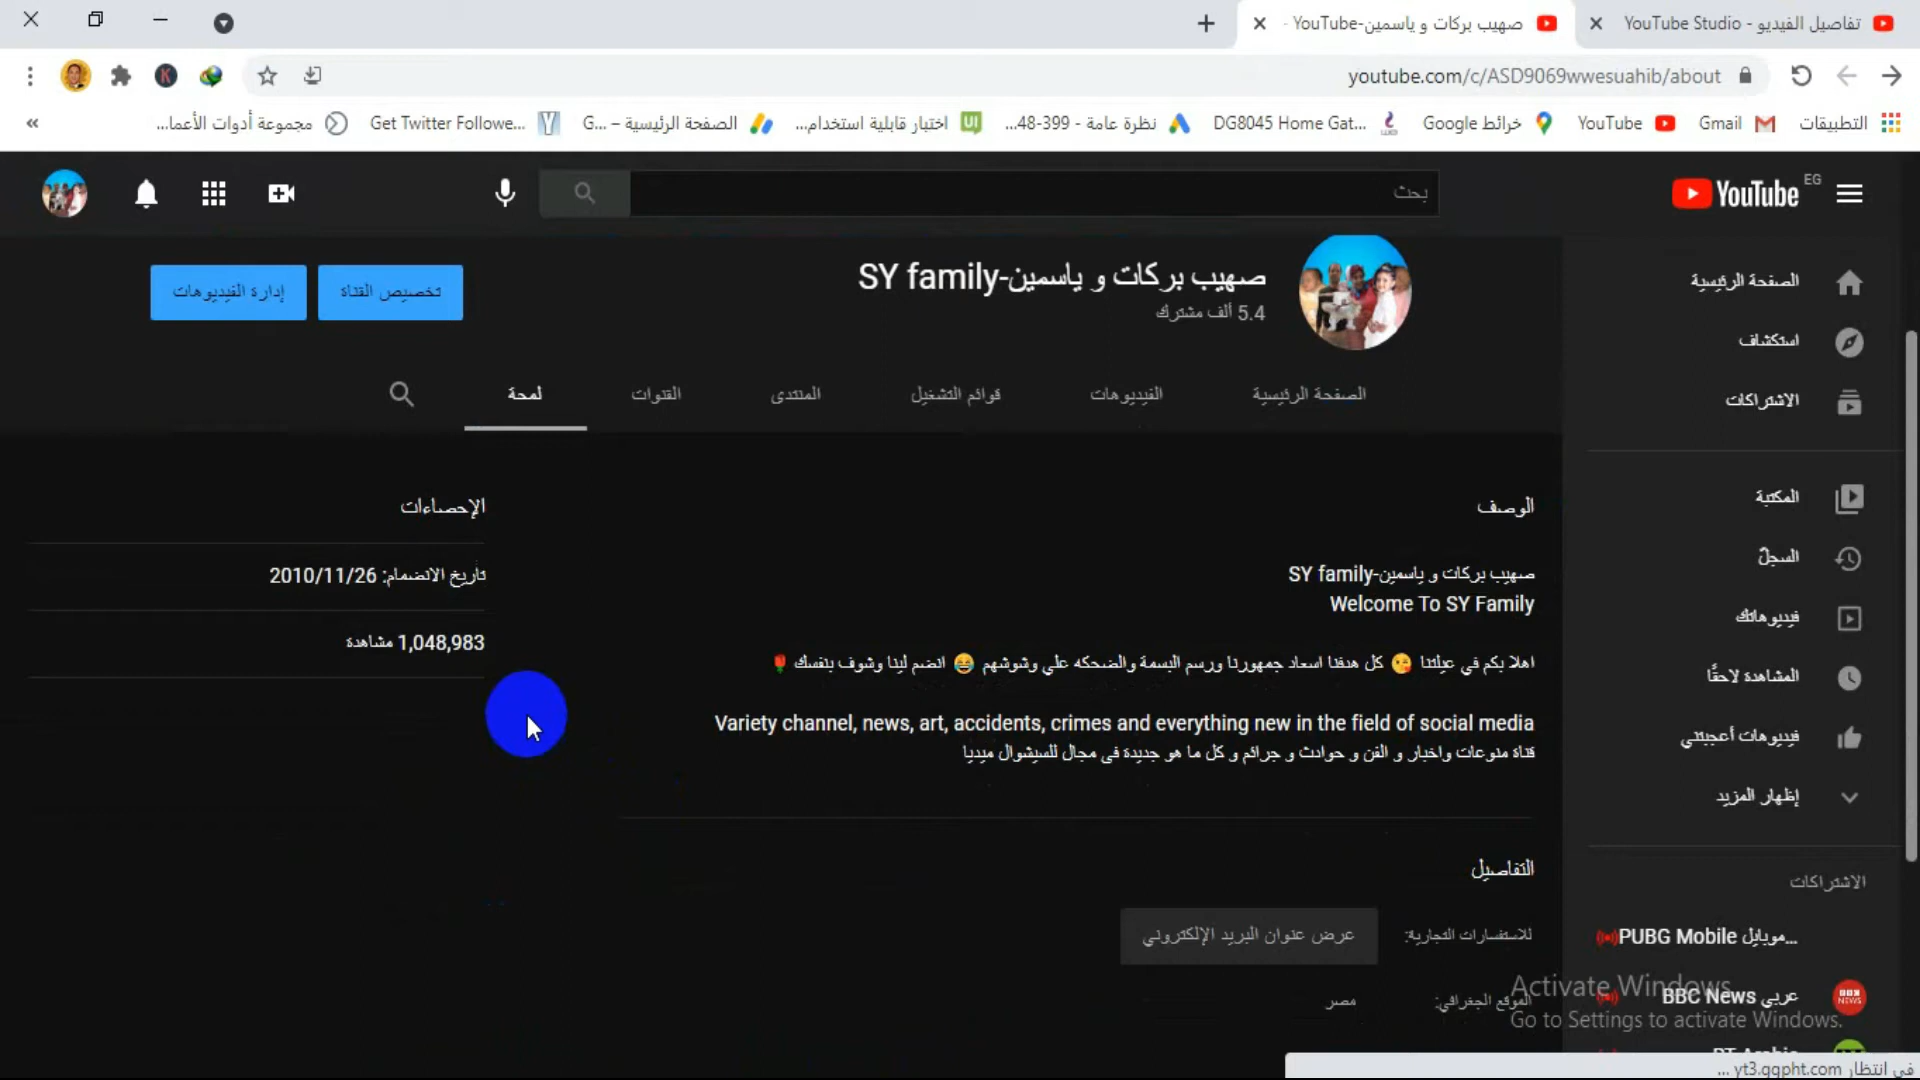 تفاصيل الفيديو - YouTube Studio
صهيب بركات و ياسمين-YouTube -
youtube.com/c/ASD9069wwesuahib/about
التطبيقات
Gmail
YouTube
خرائط Google
DG8045 Home Gat...
نظرة عامة - 399-48...
اختبار قابلية استخدام...
الصفحة الرئيسية – G...
Get Twitter Followe...
مجموعة أدوات الأعما...
«
YouTube EG
بحث
صهيب بركات و ياسمين-SY family
5.4 ألف مشترك
تخصيص القناة
إدارة الفيديوهات
الصفحة الرئيسية
الفيديوهات
قوائم التشغيل
المنتدى
القنوات
لمحة
الوصف
صهيب بركات و ياسمين-SY family
Welcome To SY Family
اهلا بكم في عيلتنا 😘 كل هدفنا اسعاد جمهورنا ورسم البسمة والضحكه علي وشوشهم 😂 انضم لينا وشوف بنفسك 🌹
Variety channel, news, art, accidents, crimes and everything new in the field of social media
قناة منوعات واخبار و الفن و حوادث و جرائم و كل ما هو جديدة فى مجال للسيشوال ميديا
التفاصيل
للاستفسارات التجارية:
عرض عنوان البريد الإلكتروني
الموقع الجغرافي:
مصر
الإحصاءات
تاريخ الانضمام: 2010/11/26
1,048,983 مشاهدة
الصفحة الرئيسية
استكشاف
الاشتراكات
المكتبة
السجلّ
فيديوهاتك
المشاهدة لاحقًا
فيديوهات أعجبتني
إظهار المزيد
الاشتراكات
PUBG Mobile موبايل...
BBC News عربي
BBC NEWS
Activate Windows
Go to Settings to activate Windows.
في انتظار yt3.ggpht.com ...